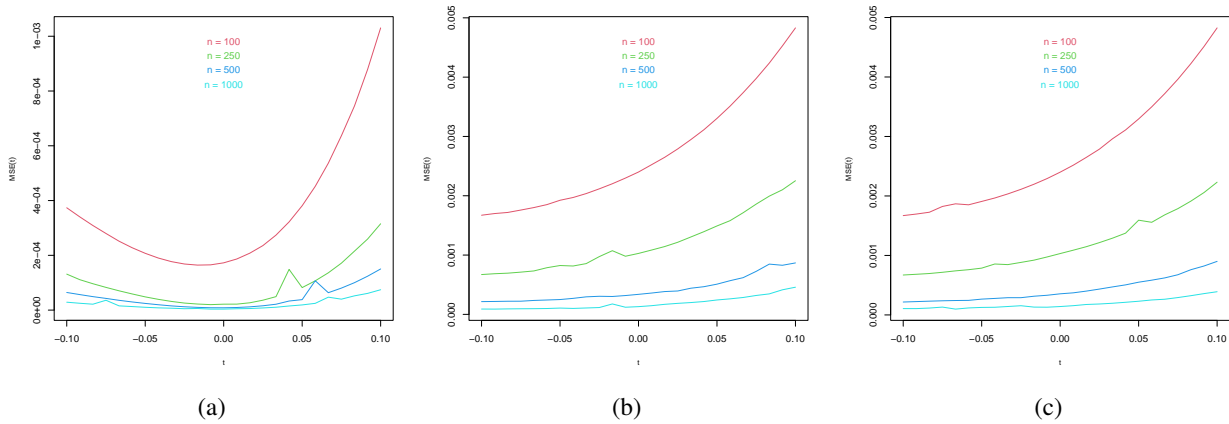 1e-03
8e-04
6e-04
4e-04
2e-04
0e+00
MSE(t)
n = 100
n = 250
n = 500
n = 1000
−0.10 −0.05 0.00 0.05 0.10
t
(a)
0.005
0.004
0.003
0.002
0.001
0.000
MSE(t)
n = 100
n = 250
n = 500
n = 1000
−0.10 −0.05 0.00 0.05 0.10
t
(b)
0.005
0.004
0.003
0.002
0.001
0.000
MSE(t)
n = 100
n = 250
n = 500
n = 1000
−0.10 −0.05 0.00 0.05 0.10
t
(c)